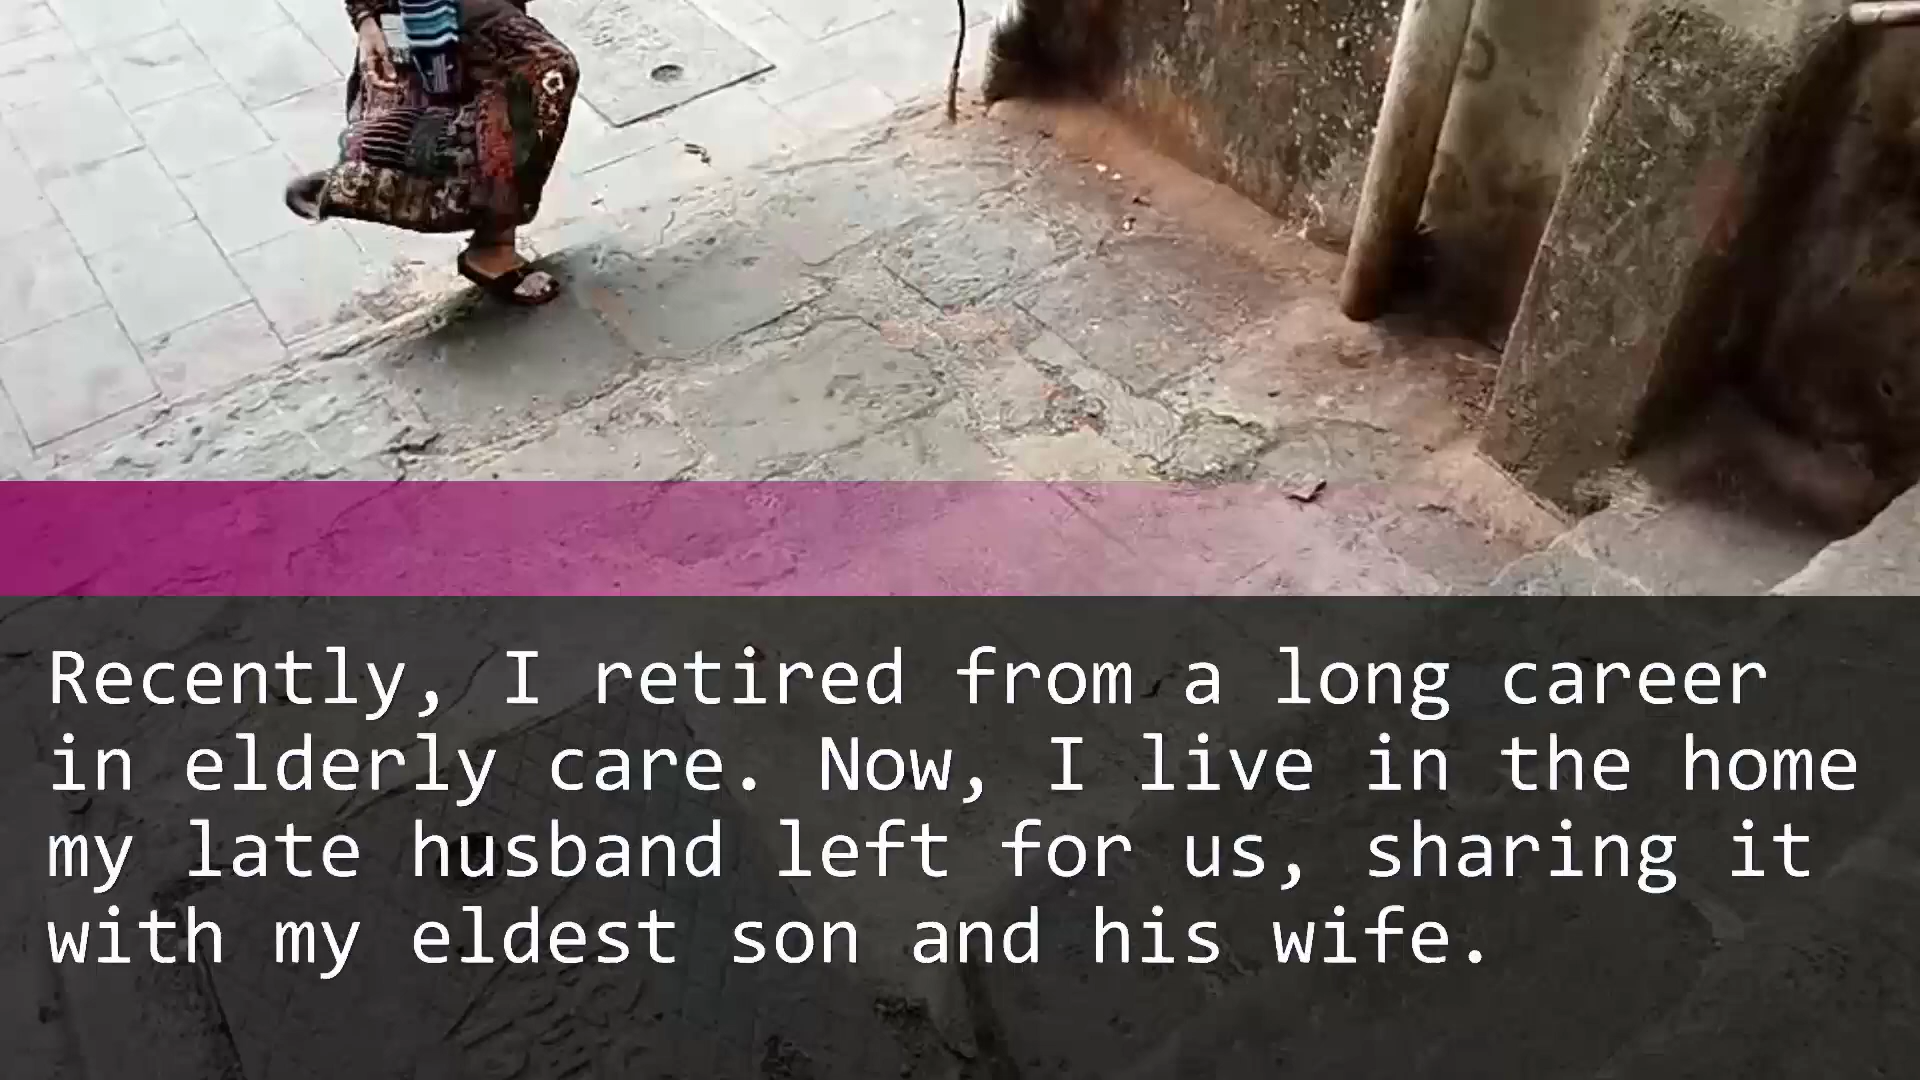 Recently, I retired from a long career
in elderly care. Now, I live in the home
my late husband left for us, sharing it
with my eldest son and his wife.